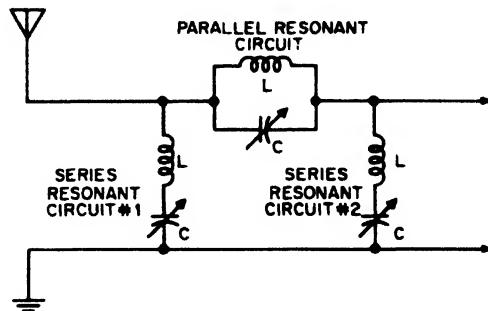 PARALLEL RESONANT
CIRCUIT
L
C
L
SERIES
RESONANT
CIRCUIT#1
C
L
SERIES
RESONANT
CIRCUIT#2
C